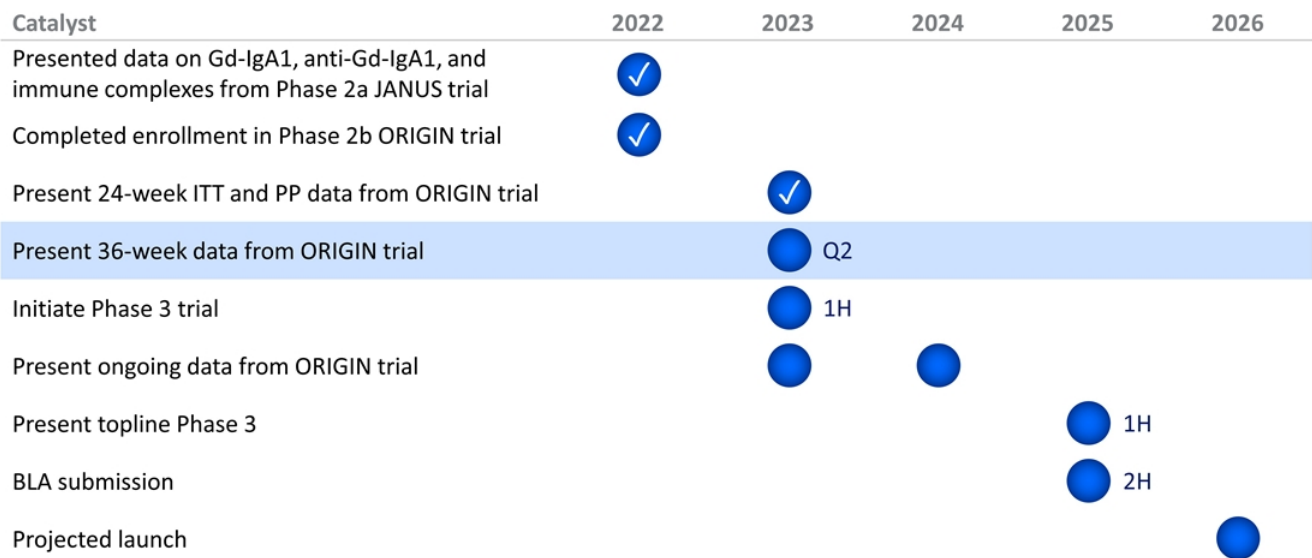 Catalyst 2022 2023 2024 2025 2026
Presented data on Gd-IgA1, anti-Gd-IgA1, and
immune complexes from Phase 2a JANUS trial
Completed enrollment in Phase 2b ORIGIN trial
Present 24-week ITT and PP data from ORIGIN trial
Present 36-week data from ORIGIN trial Q2
Initiate Phase 3 trial 1H
Present ongoing data from ORIGIN trial
Present topline Phase 3 1H
BLA submission 2H
Projected launch